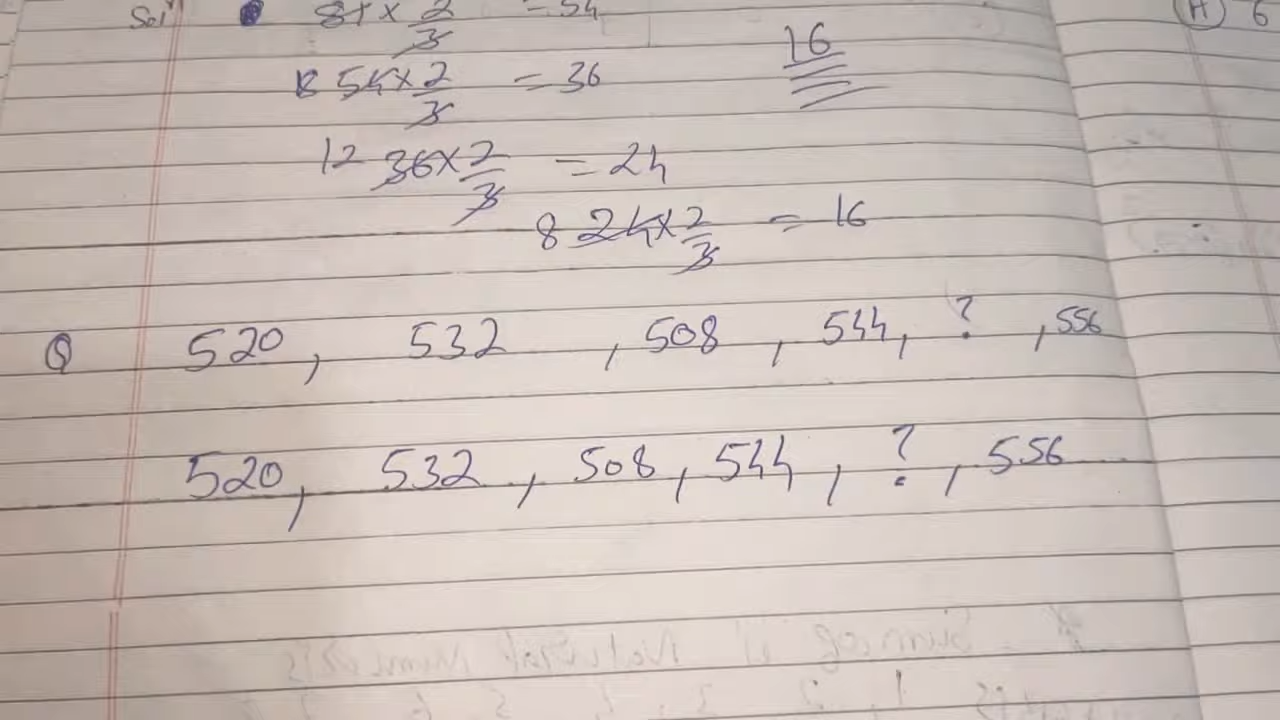 Sol 81 x 2/3 = 54
(A) 6
18 54 x 2/3 = 36
16
12 36 x 2/3 = 24
8 24 x 2/3 = 16
Q 520, 532, 508, 544, ?, 556
520, 532, 508, 544, ?, 556